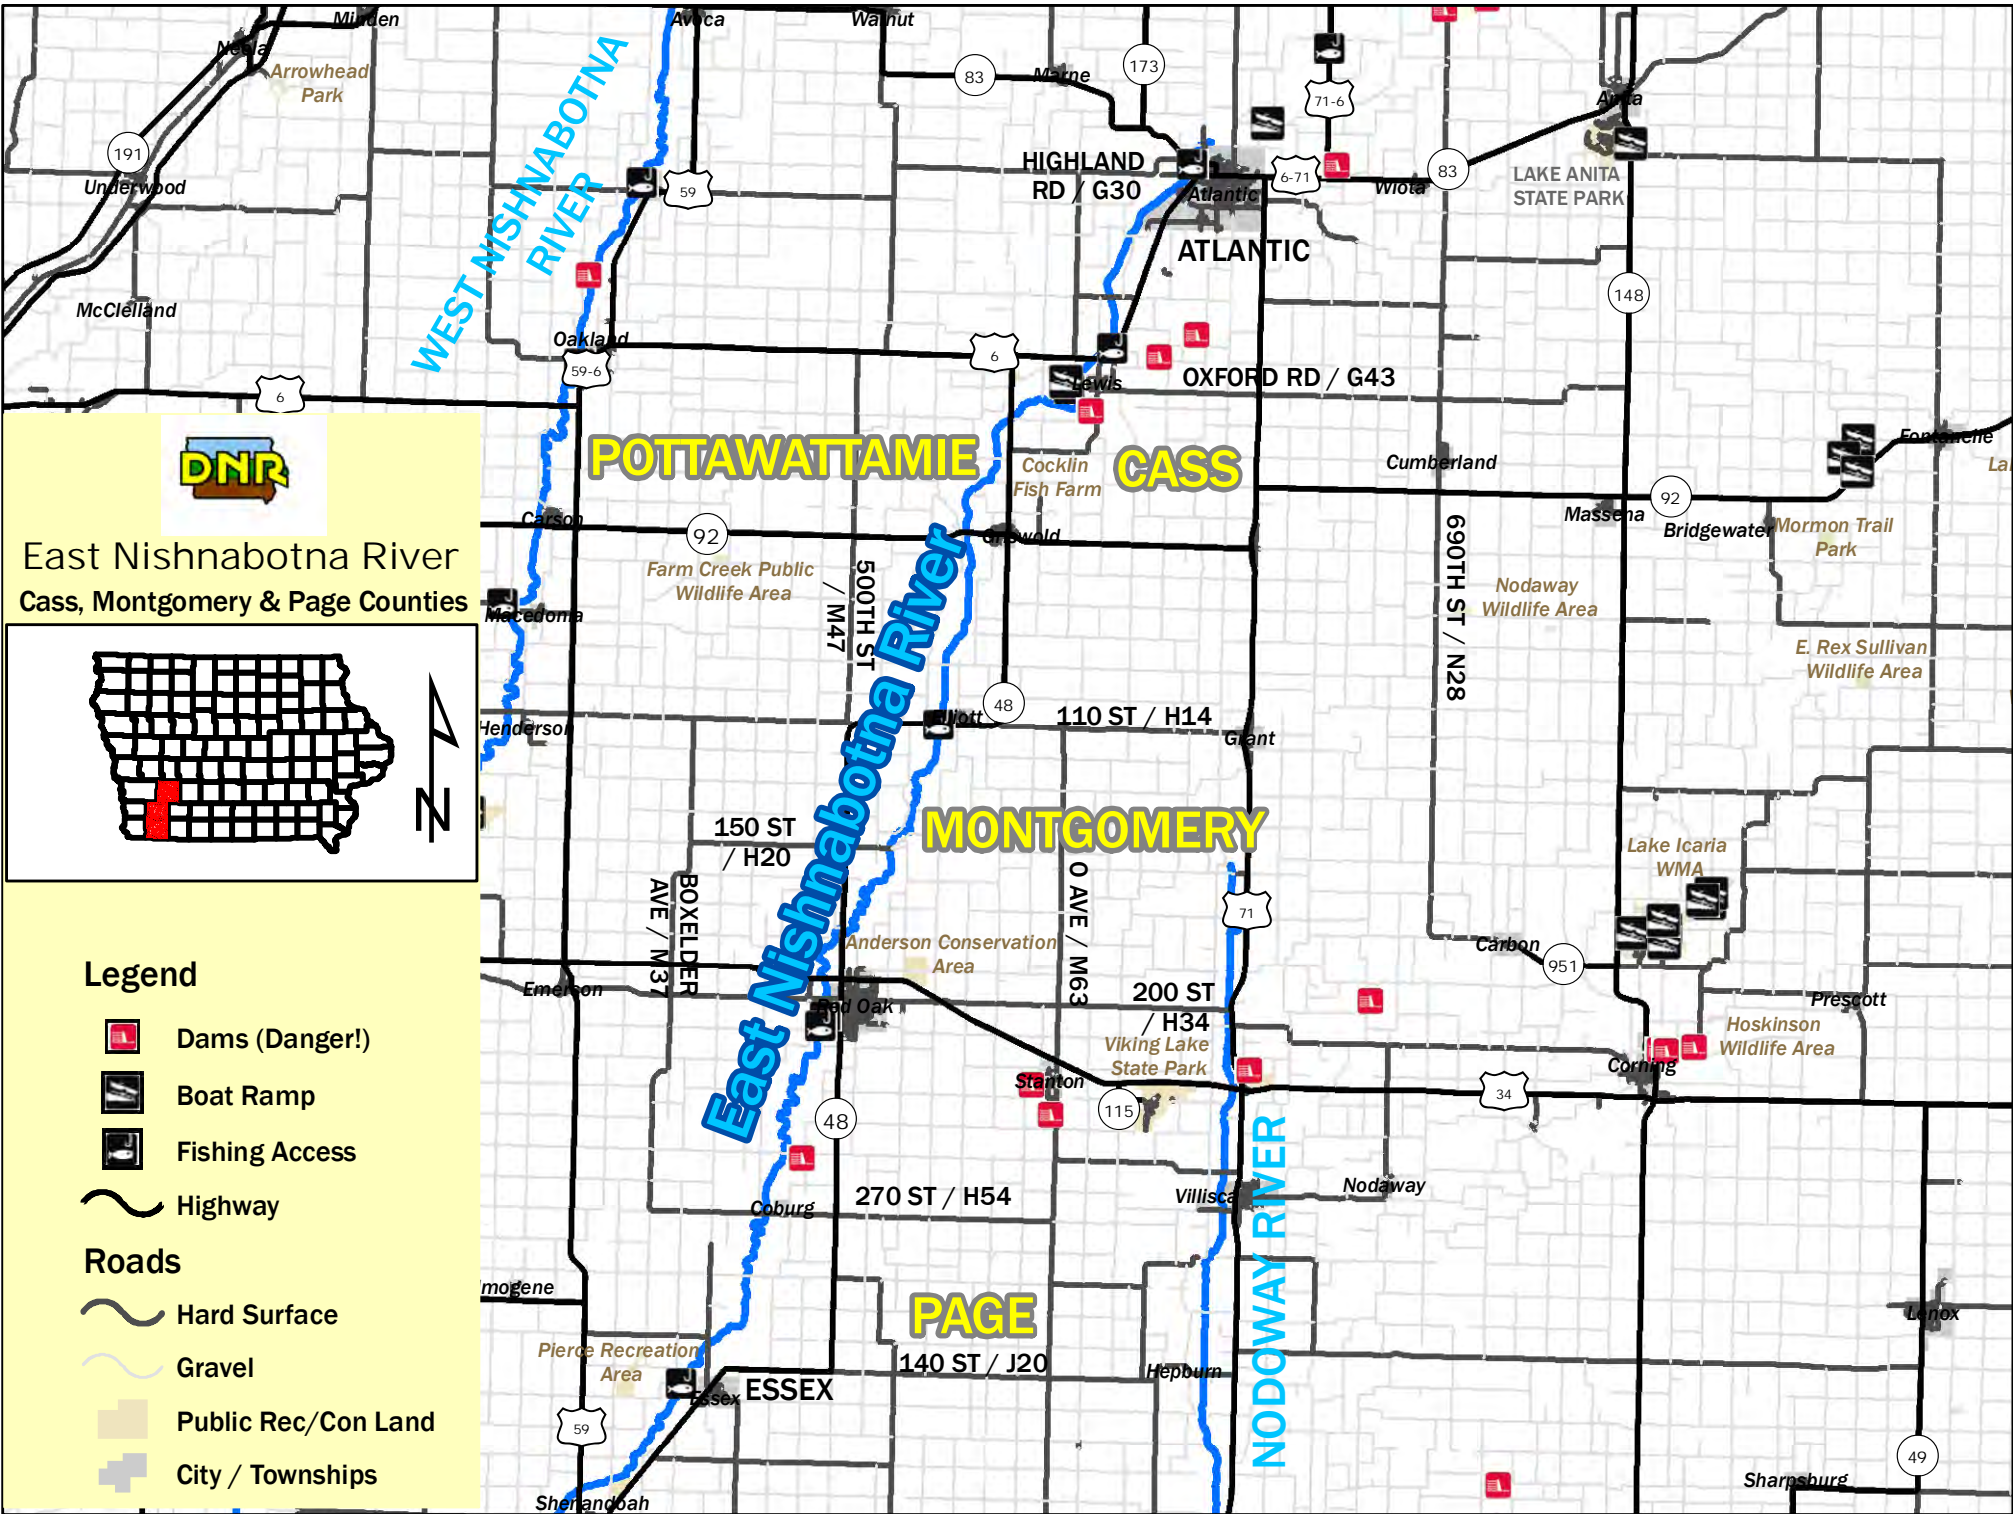 Minden
Avoca
Walnut
Neola
Arrowhead
Park
WEST NISHNABOTNA
RIVER
83
Marne
173
71-6
Anita
191
Underwood
59
HIGHLAND
RD / G30
Atlantic
6-71
Wiota
83
LAKE ANITA
STATE PARK
ATLANTIC
McClelland
148
Oakland
59-6
6
6
Lewis
OXFORD RD / G43
DNR
East Nishnabotna River
Cass, Montgomery & Page Counties
N
POTTAWATTAMIE
CASS
Cocklin
Fish Farm
Cumberland
Fontanelle
Carson
92
Griswold
92
Massena
Bridgewater
Mormon Trail
Park
Farm Creek Public
Wildlife Area
500TH ST
/ M47
690TH ST / N28
Nodaway
Wildlife Area
Macedonia
E. Rex Sullivan
Wildlife Area
East Nishnabotna River
Henderson
Elliott
48
110 ST / H14
Grant
150 ST
/ H20
MONTGOMERY
Lake Icaria
WMA
BOXELDER
AVE / M37
O AVE / M63
71
Anderson Conservation
Area
Carbon
951
Emerson
Red Oak
200 ST
/ H34
Prescott
Viking Lake
State Park
Hoskinson
Wildlife Area
Stanton
Corning
115
34
48
NODOWAY RIVER
Villisca
Nodaway
270 ST / H54
Coburg
Imogene
PAGE
Lenox
Pierce Recreation
Area
140 ST / J20
Hepburn
Essex
ESSEX
59
49
Sharpsburg
Shenandoah
Legend
Dams (Danger!)
Boat Ramp
Fishing Access
Highway
Roads
Hard Surface
Gravel
Public Rec/Con Land
City / Townships